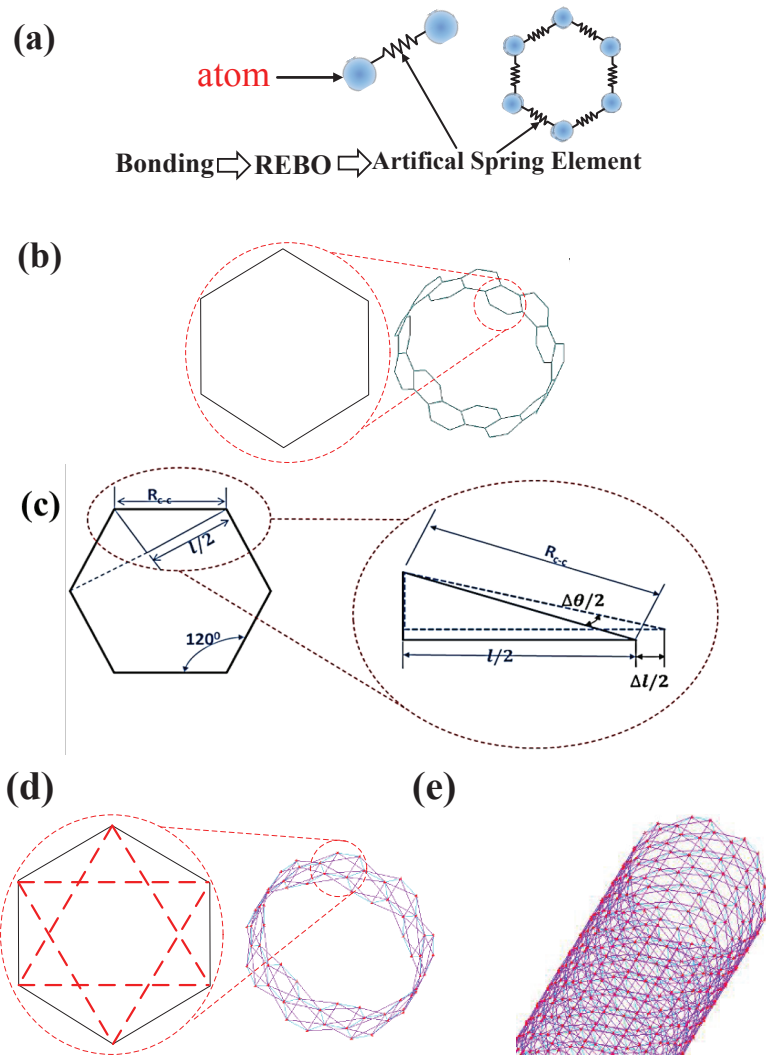 (a)
atom
Bonding REBO Artifical Spring Element
(b)
(c)
R_c-c
l/2
120⁰
R_c-c
Δθ/2
l/2
Δl/2
(d)
(e)